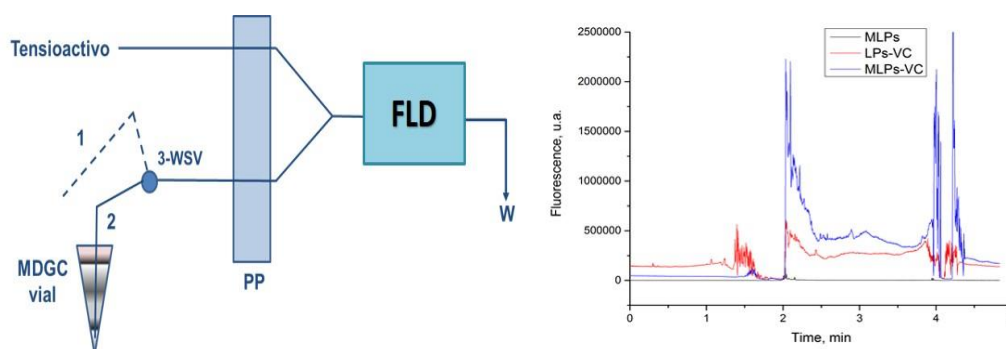 Tensioactivo
1
3-WSV
2
MDGC
vial
PP
FLD
W
MLPs
LPs-VC
MLPs-VC
Fluorescence, u.a.
2500000
2000000
1500000
1000000
500000
0
0
1
2
3
4
Time, min